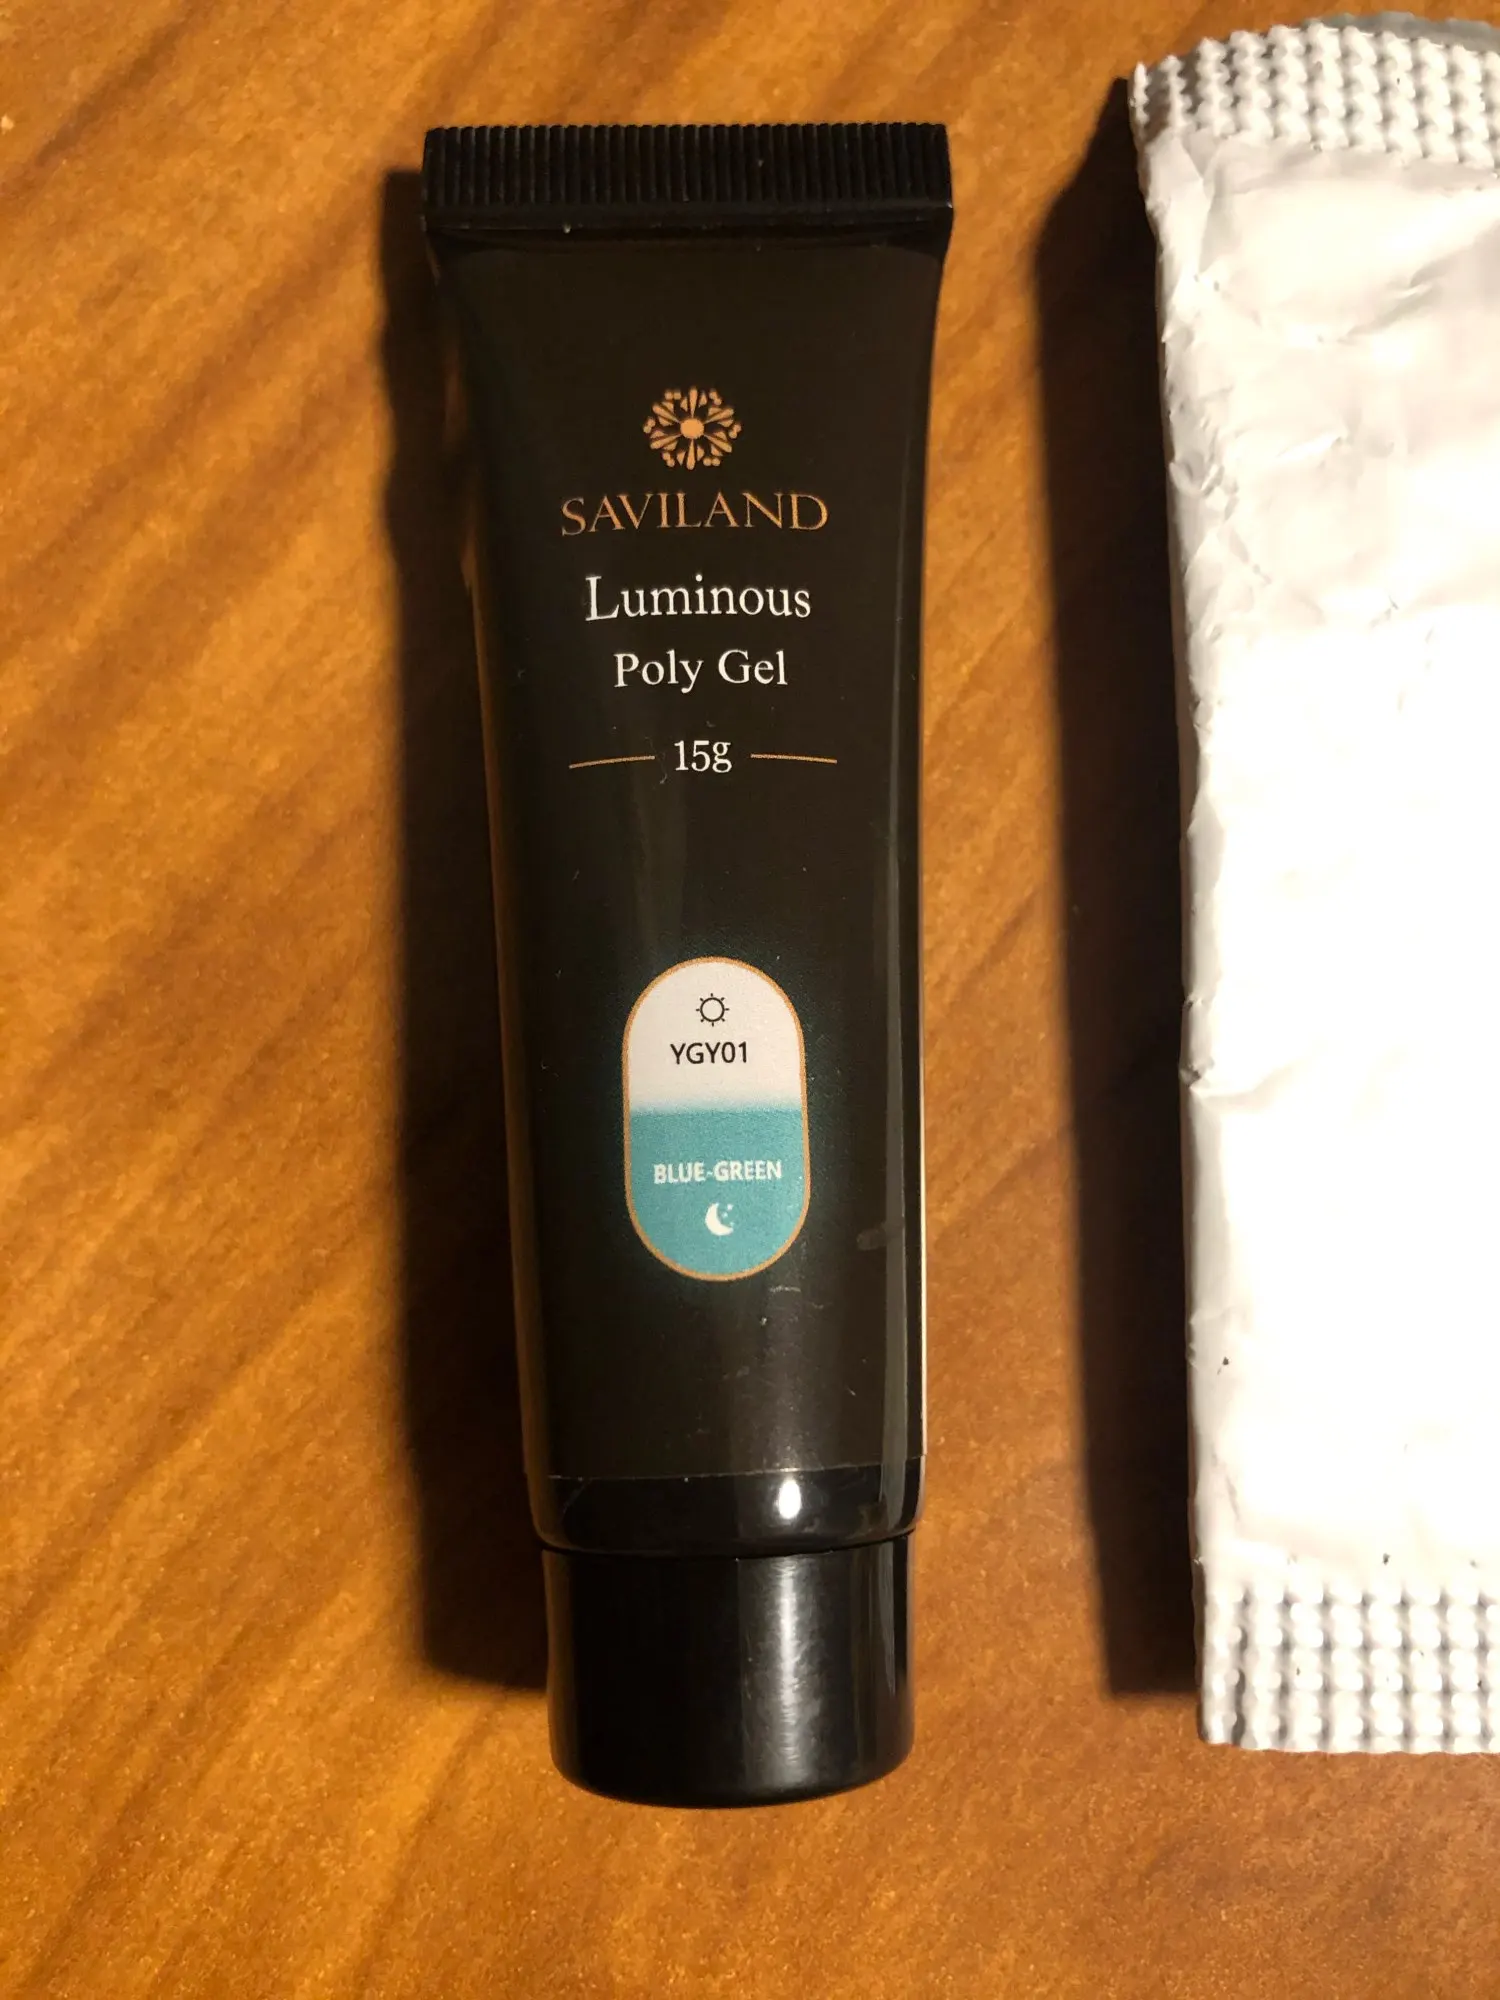 SAVILAND
Luminous
Poly Gel
15g
YGY01
BLUE-GREEN